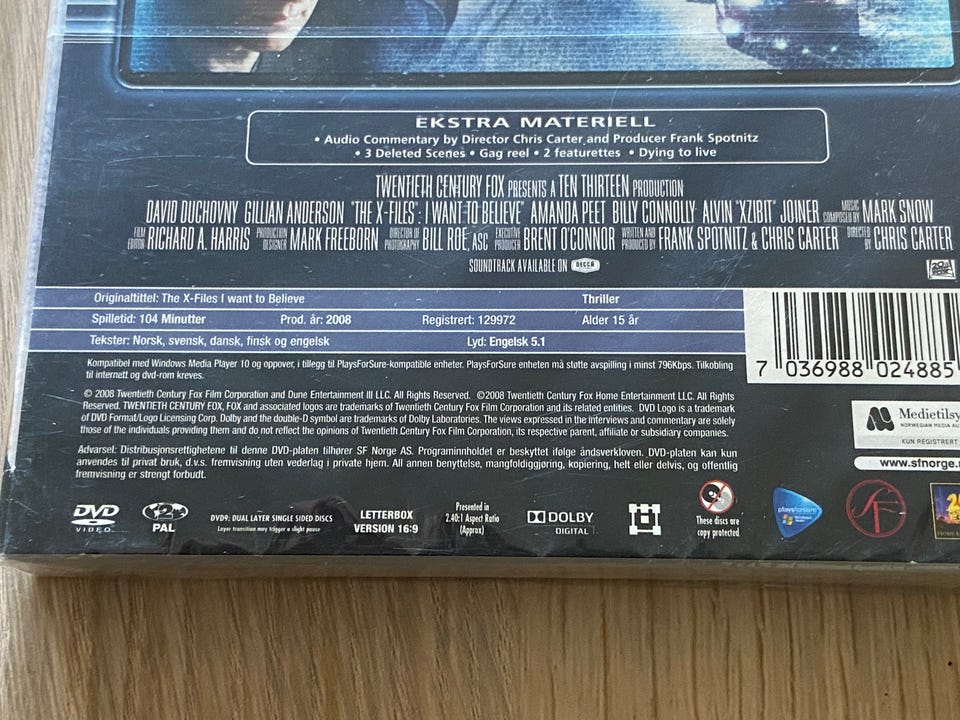 EKSTRA MATERIELL
• Audio Commentary by Director Chris Carter and Producer Frank Spotnitz
• 3 Deleted Scenes • Gag reel • 2 featurettes • Dying to live
TWENTIETH CENTURY FOX PRESENTS A TEN THIRTEEN PRODUCTION
DAVID DUCHOVNY GILLIAN ANDERSON "THE X-FILES: I WANT TO BELIEVE" AMANDA PEET BILLY CONNOLLY ALVIN "XZIBIT" JOINER MUSIC COMPOSED BY MARK SNOW
FILM EDITOR RICHARD A. HARRIS PRODUCTION DESIGNER MARK FREEBORN DIRECTOR OF PHOTOGRAPHY BILL ROE, ASC EXECUTIVE PRODUCER BRENT O'CONNOR WRITTEN AND PRODUCED BY FRANK SPOTNITZ & CHRIS CARTER DIRECTED BY CHRIS CARTER
SOUNDTRACK AVAILABLE ON DECCA
Originaltittel: The X-Files I want to Believe Thriller
Spilletid: 104 Minutter Prod. år: 2008 Registrert: 129972 Alder 15 år
Tekster: Norsk, svensk, dansk, finsk og engelsk Lyd: Engelsk 5.1
7 036988 024885
Kompatibel med Windows Media Player 10 og oppover, i tillegg til PlaysForSure-kompatible enheter. PlaysForSure enheten må støtte avspilling i minst 796Kbps. Tilkobling
til internett og dvd-rom kreves.
© 2008 Twentieth Century Fox Film Corporation and Dune Entertainment III LLC. All Rights Reserved. ©2008 Twentieth Century Fox Home Entertainment LLC. All Rights
Reserved. TWENTIETH CENTURY FOX, FOX and associated logos are trademarks of Twentieth Century Fox Film Corporation and its related entities. DVD Logo is a trademark
of DVD Format/Logo Licensing Corp. Dolby and the double-D symbol are trademarks of Dolby Laboratories. The views expressed in the interviews and commentary are solely
those of the individuals providing them and do not reflect the opinions of Twentieth Century Fox Film Corporation, its respective parent, affiliate or subsidiary companies.
Advarsel: Distribusjonsrettighetene til denne DVD-platen tilhører SF Norge AS. Programinnholdet er beskyttet ifølge åndsverkloven. DVD-platen kan kun
anvendes til privat bruk, d.v.s. fremvisning uten vederlag i private hjem. All annen benyttelse, mangfoldiggjøring, kopiering, helt eller delvis, og offentlig
fremvisning er strengt forbudt.
Medietilsy
NORWEGIAN MEDIA AU
KUN REGISTRERT
www.sfnorge.n
DVD
VIDEO
2
PAL
DVD9: DUAL LAYER SINGLE SIDED DISCS
Layer transition may trigger a slight pause
LETTERBOX
VERSION 16:9
Presented in
2.40:1 Aspect Ratio
(Approx)
DOLBY
DIGITAL
These discs are
copy protected
playsforsure
SF